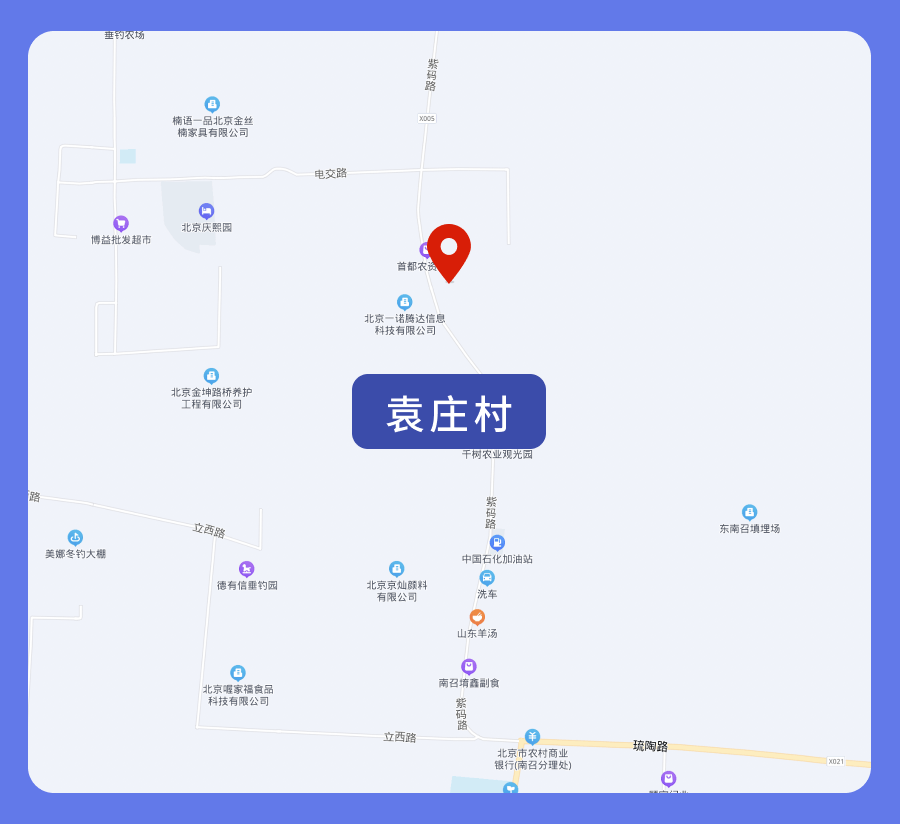 垂钓农场
紫码路
X005
楠语一品北京金丝
楠家具有限公司
电交路
北京庆熙园
博益批发超市
首都农资
北京一诺腾达信息
科技有限公司
北京金坤路桥养护
工程有限公司
袁庄村
千树农业观光园
路
紫码路
立西路
东南召填埋场
美娜冬钓大棚
中国石化加油站
德有信垂钓园
北京京灿颜料
有限公司
洗车
山东羊汤
南召堉鑫副食
北京喔家福食品
科技有限公司
紫码路
立西路
琉陶路
北京市农村商业
银行(南召分理处)
X021